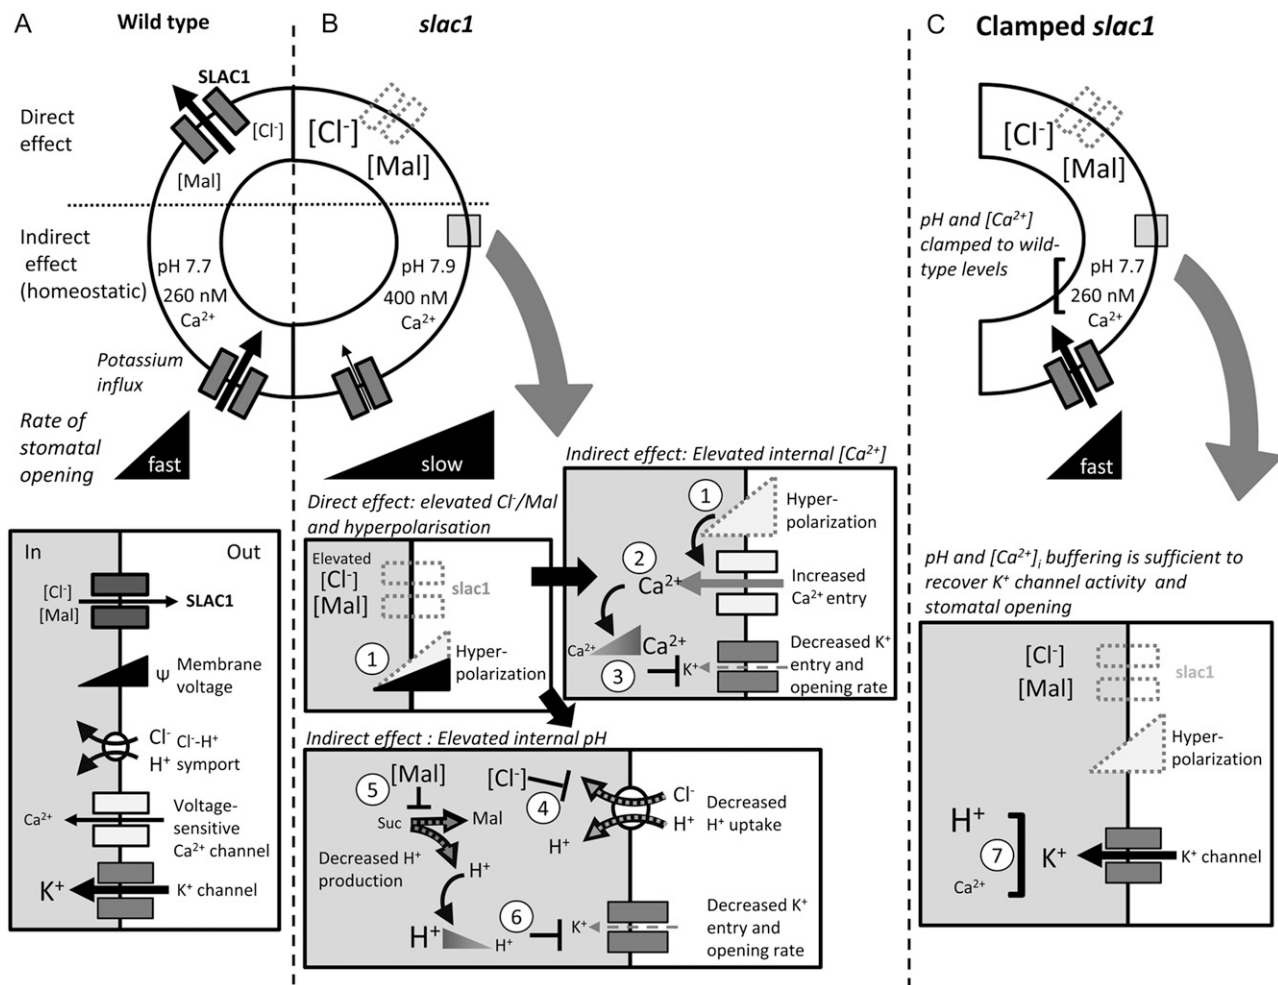 A
Wild type
SLAC1
Direct
effect
[Cl⁻]
[Mal]
Indirect
effect
(homeostatic)
pH 7.7
260 nM
Ca²⁺
Potassium
influx
Rate of
stomatal
opening
fast
In
Out
[Cl⁻]
[Mal]
SLAC1
Ψ
Membrane
voltage
Cl⁻
Cl⁻-H⁺
H⁺
symport
Ca²⁺
Voltage-
sensitive
Ca²⁺ channel
K⁺
K⁺ channel
B
slac1
[Cl⁻]
[Mal]
pH 7.9
400 nM
Ca²⁺
slow
Direct effect: elevated Cl⁻/Mal
and hyperpolarisation
Elevated
[Cl⁻]
[Mal]
slac1
1
Hyper-
polarization
Indirect effect: Elevated internal [Ca²⁺]
1
Hyper-
polarization
2
Ca²⁺
Increased
Ca²⁺ entry
Ca²⁺
Ca²⁺
3
K⁺
Decreased K⁺
entry and
opening rate
Indirect effect : Elevated internal pH
5
[Mal]
Suc
Mal
Decreased H⁺
production
H⁺
[Cl⁻]
4
Cl⁻
H⁺
H⁺
Decreased
H⁺ uptake
H⁺
H⁺
6
K⁺
Decreased K⁺
entry and
opening rate
C
Clamped slac1
[Cl⁻]
[Mal]
pH and [Ca²⁺]
clamped to wild-
type levels
pH 7.7
260 nM
Ca²⁺
fast
pH and [Ca²⁺]ᵢ buffering is sufficient to
recover K⁺ channel activity and
stomatal opening
[Cl⁻]
[Mal]
slac1
Hyper-
polarization
H⁺
Ca²⁺
7
K⁺
K⁺ channel